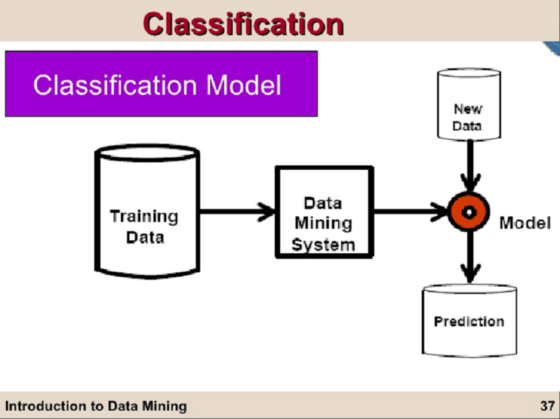 Classification
Classification Model
New
Data
Training
Data
Data
Mining
System
Model
Prediction
Introduction to Data Mining
37